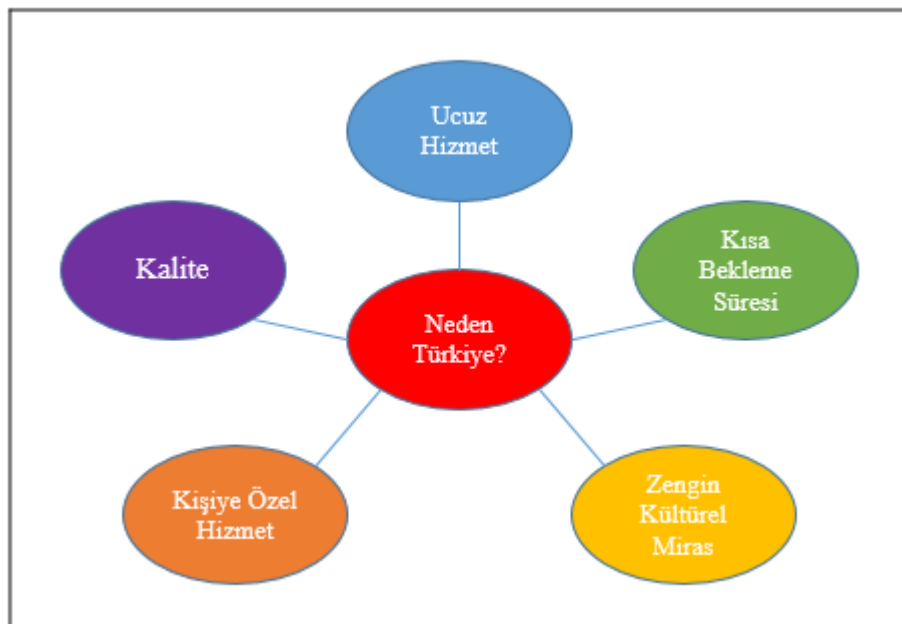 Ucuz
Hizmet
Kalite
Kısa
Bekleme
Süresi
Neden
Türkiye?
Kişiye Özel
Hizmet
Zengin
Kültürel
Miras